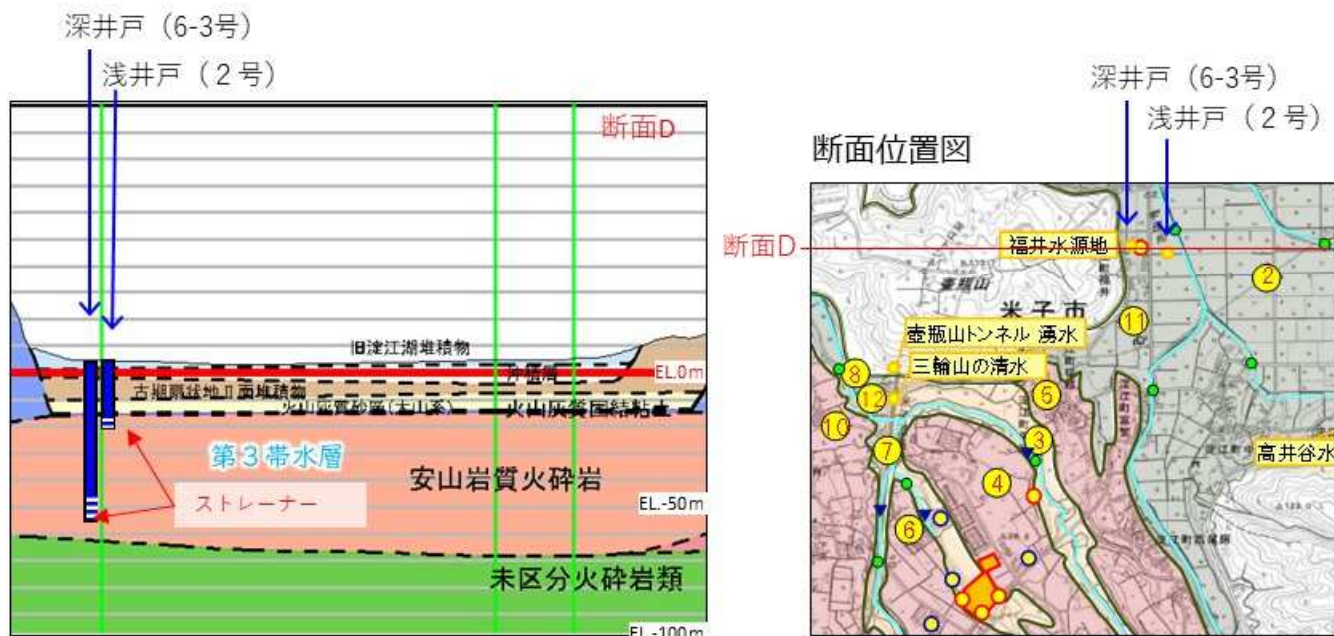 深井戸（6-3号）
浅井戸（２号）
断面D
旧淀江湖堆積物
EL.0m
沖積層
古期扇状地Ⅱ面堆積物
火山灰質砂礫(大山系)
火山灰質固結粘土
第３帯水層
安山岩質火砕岩
ストレーナー
EL.-50m
未区分火砕岩類
EL.-100m
深井戸（6-3号）
浅井戸（２号）
断面位置図
断面D
福井水源地
壺瓶山
米子市
②
⑪
壺瓶山トンネル 湧水
三輪山の清水
⑧
⑫
⑤
⑩
⑦
③
④
高井谷水
⑥